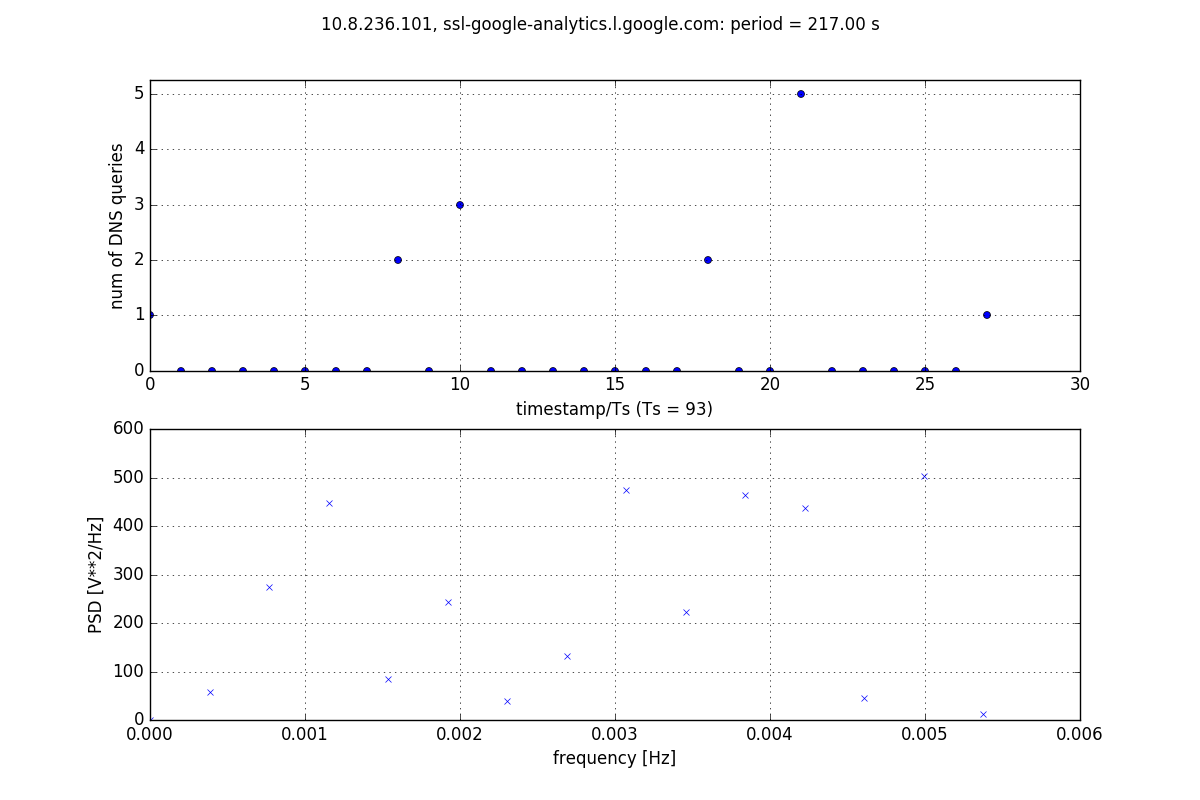 10.8.236.101, ssl-google-analytics.l.google.com: period = 217.00 s
5
4
3
2
1
0
num of DNS queries
0 5 10 15 20 25 30
timestamp/Ts (Ts = 93)
600
500
400
300
200
100
0
PSD [V**2/Hz]
0.000 0.001 0.002 0.003 0.004 0.005 0.006
frequency [Hz]